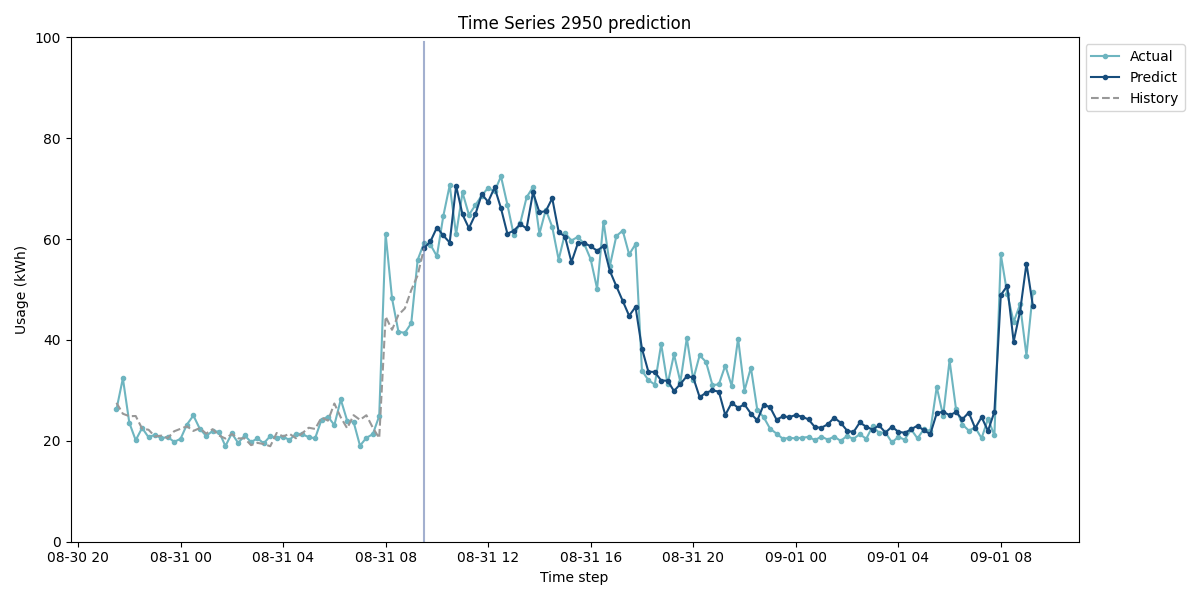 Time Series 2950 prediction
100
80
60
40
20
0
Usage (kWh)
08-30 20
08-31 00
08-31 04
08-31 08
08-31 12
08-31 16
08-31 20
09-01 00
09-01 04
09-01 08
Time step
Actual
Predict
History